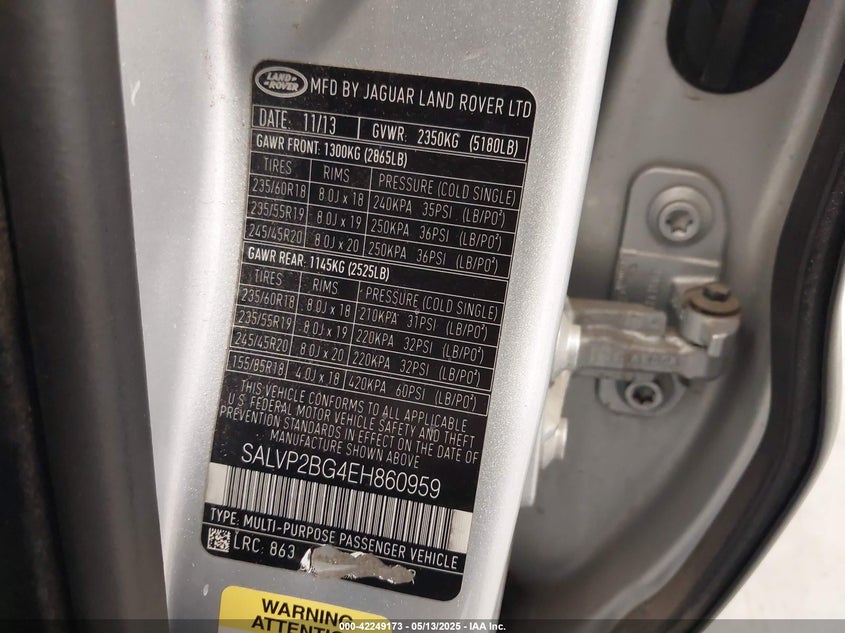 LAND ROVER
MFD BY JAGUAR LAND ROVER LTD
DATE: 11/13 GVWR: 2350KG (5180LB)
GAWR FRONT: 1300KG (2865LB)
TIRES RIMS PRESSURE (COLD SINGLE)
235/60R18 8.0J x 18 240KPA 35PSI (LB/PO²)
235/55R19 8.0J x 19 250KPA 36PSI (LB/PO²)
245/45R20 8.0J x 20 250KPA 36PSI (LB/PO²)
GAWR REAR: 1145KG (2525LB)
TIRES RIMS PRESSURE (COLD SINGLE)
235/60R18 8.0J x 18 210KPA 31PSI (LB/PO²)
235/55R19 8.0J x 19 220KPA 32PSI (LB/PO²)
245/45R20 8.0J x 20 220KPA 32PSI (LB/PO²)
155/85R18 4.0J x 18 420KPA 60PSI (LB/PO²)
THIS VEHICLE CONFORMS TO ALL APPLICABLE
U.S. FEDERAL MOTOR VEHICLE SAFETY AND THEFT
PREVENTION STANDARDS IN EFFECT ON THE DATE OF
MANUFACTURE SHOWN ABOVE
SALVP2BG4EH860959
TYPE: MULTI-PURPOSE PASSENGER VEHICLE
LRC: 863
WARNING
ATTENTION
000-42249173 - 05/13/2025 - IAA Inc.